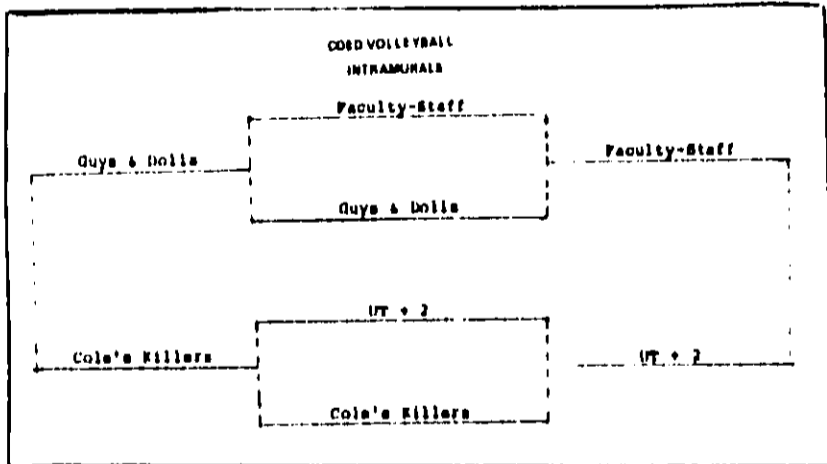 COED VOLLEYBALL
INTRAMURALS
Faculty-Staff
Guys & Dolls
Faculty-Staff
Guys & Dolls
UT + 2
Cole's Killers
UT + 2
Cole's Killers